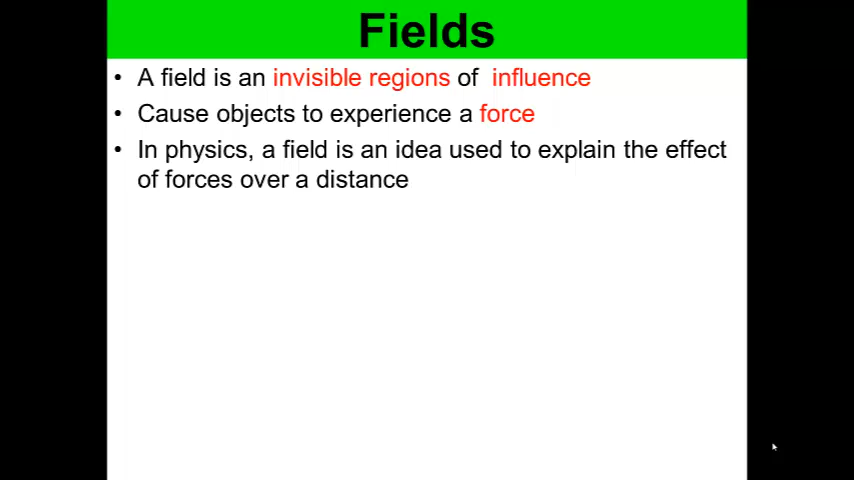 Fields
• A field is an invisible regions of influence
• Cause objects to experience a force
• In physics, a field is an idea used to explain the effect
of forces over a distance